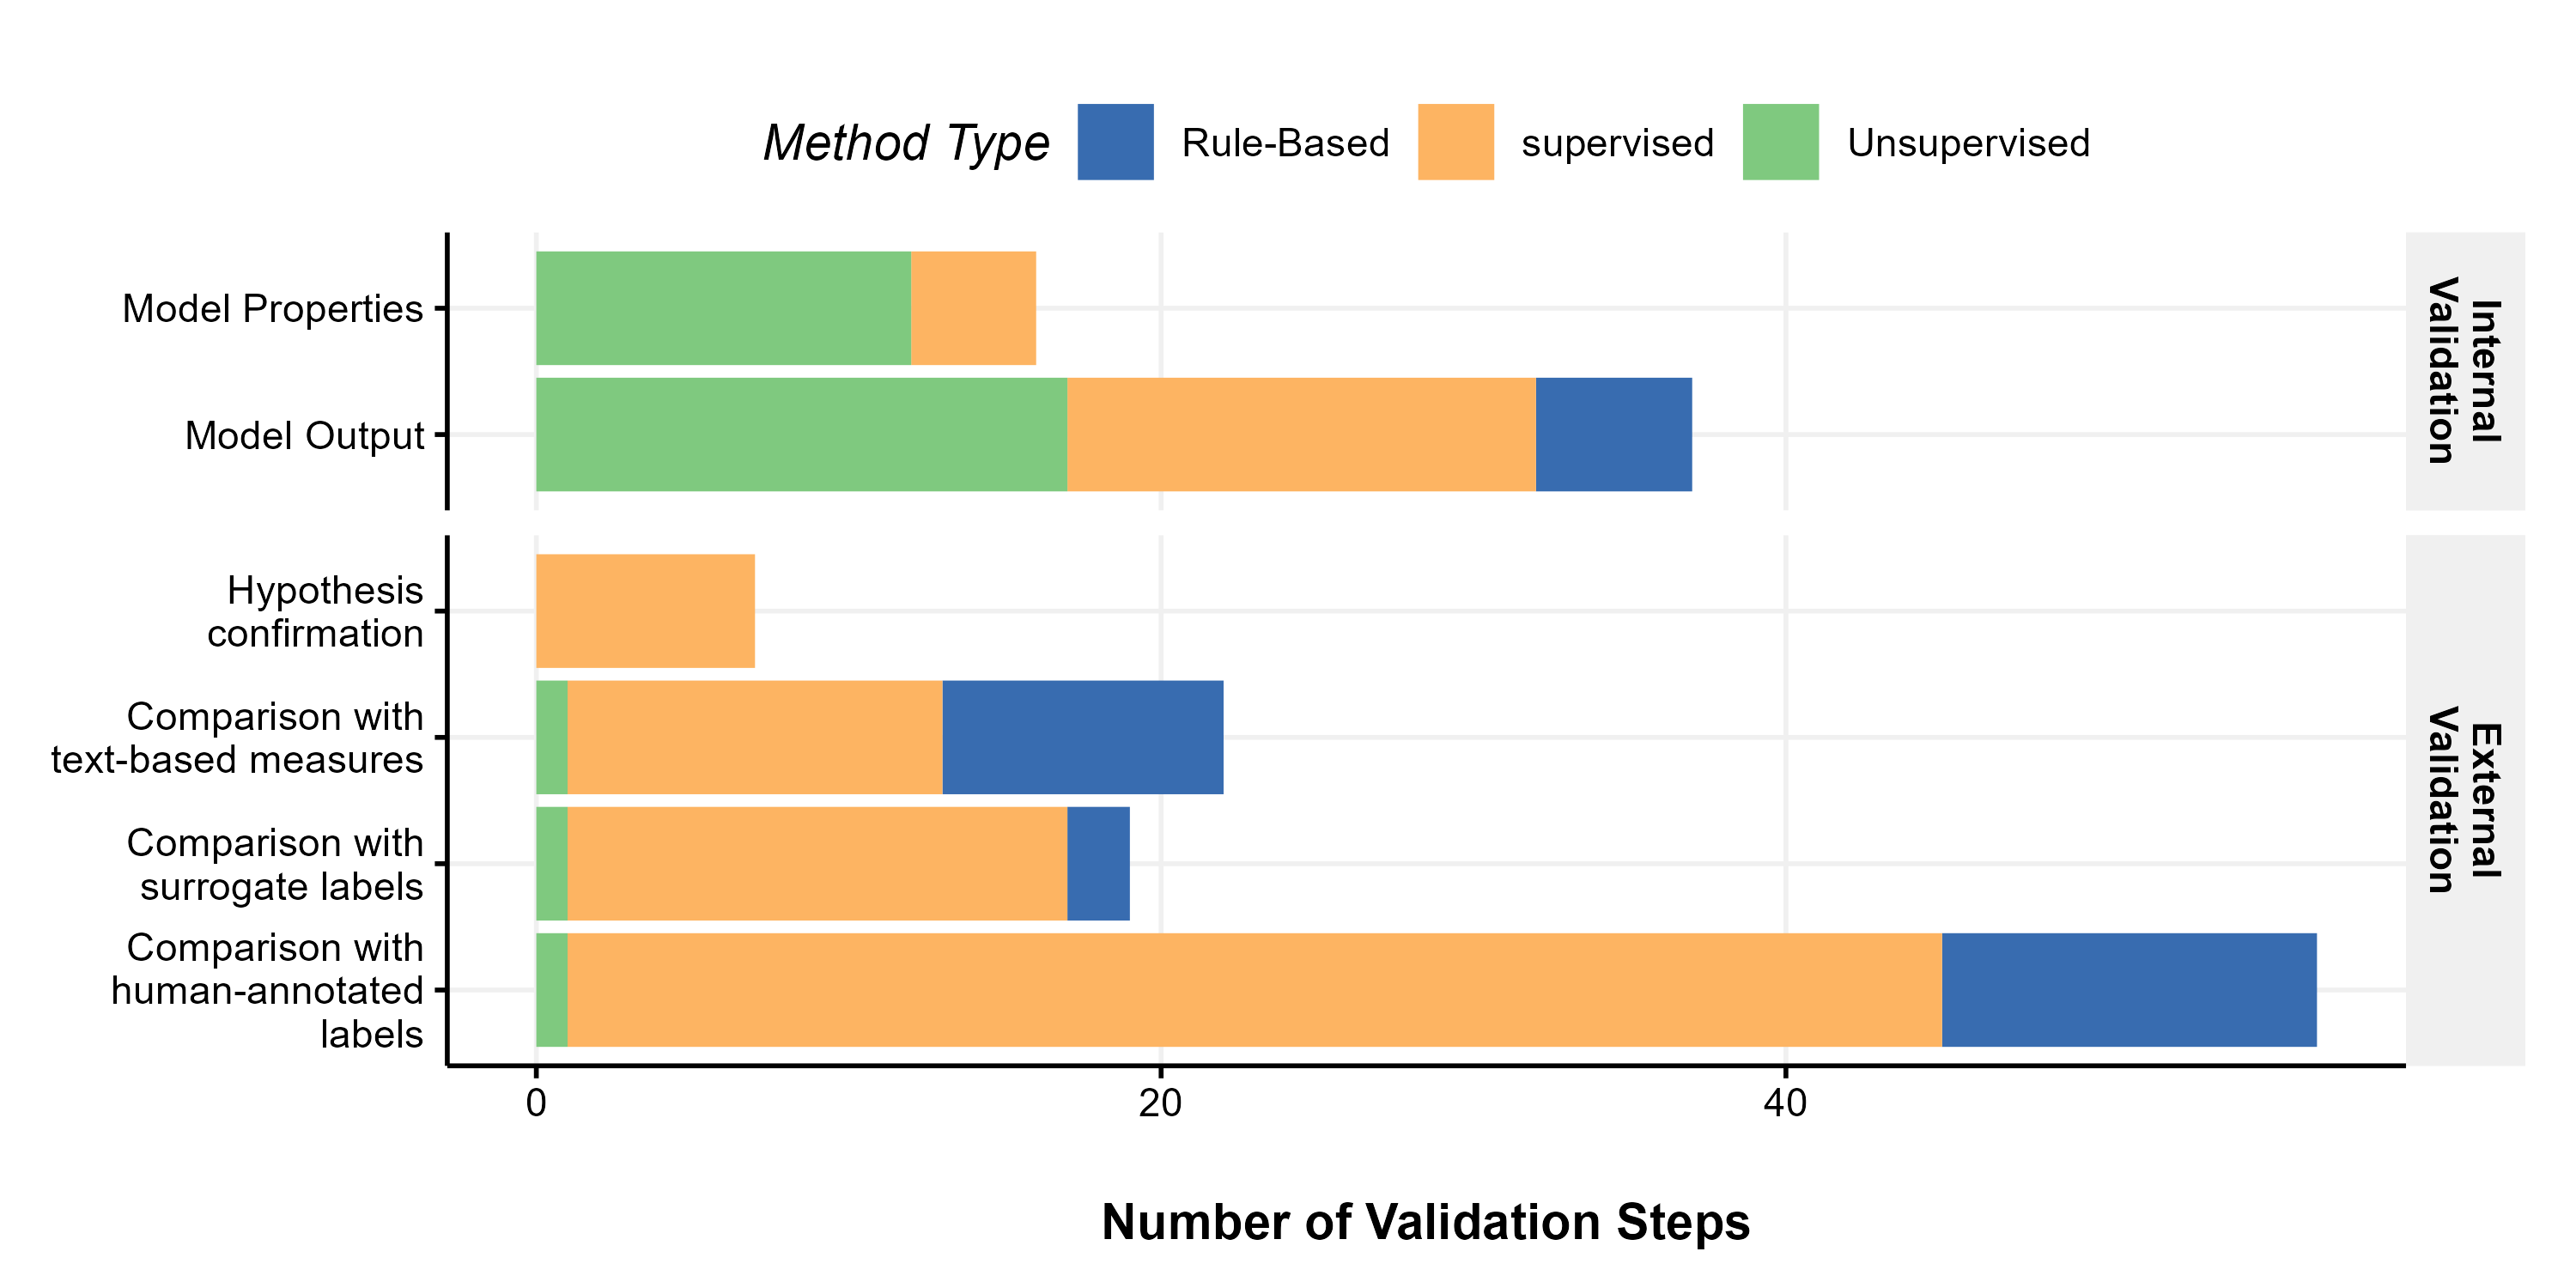 Method Type
Rule-Based
supervised
Unsupervised
Model Properties
Model Output
Internal
Validation
Hypothesis
confirmation
Comparison with
text-based measures
Comparison with
surrogate labels
Comparison with
human-annotated
labels
External
Validation
0
20
40
Number of Validation Steps